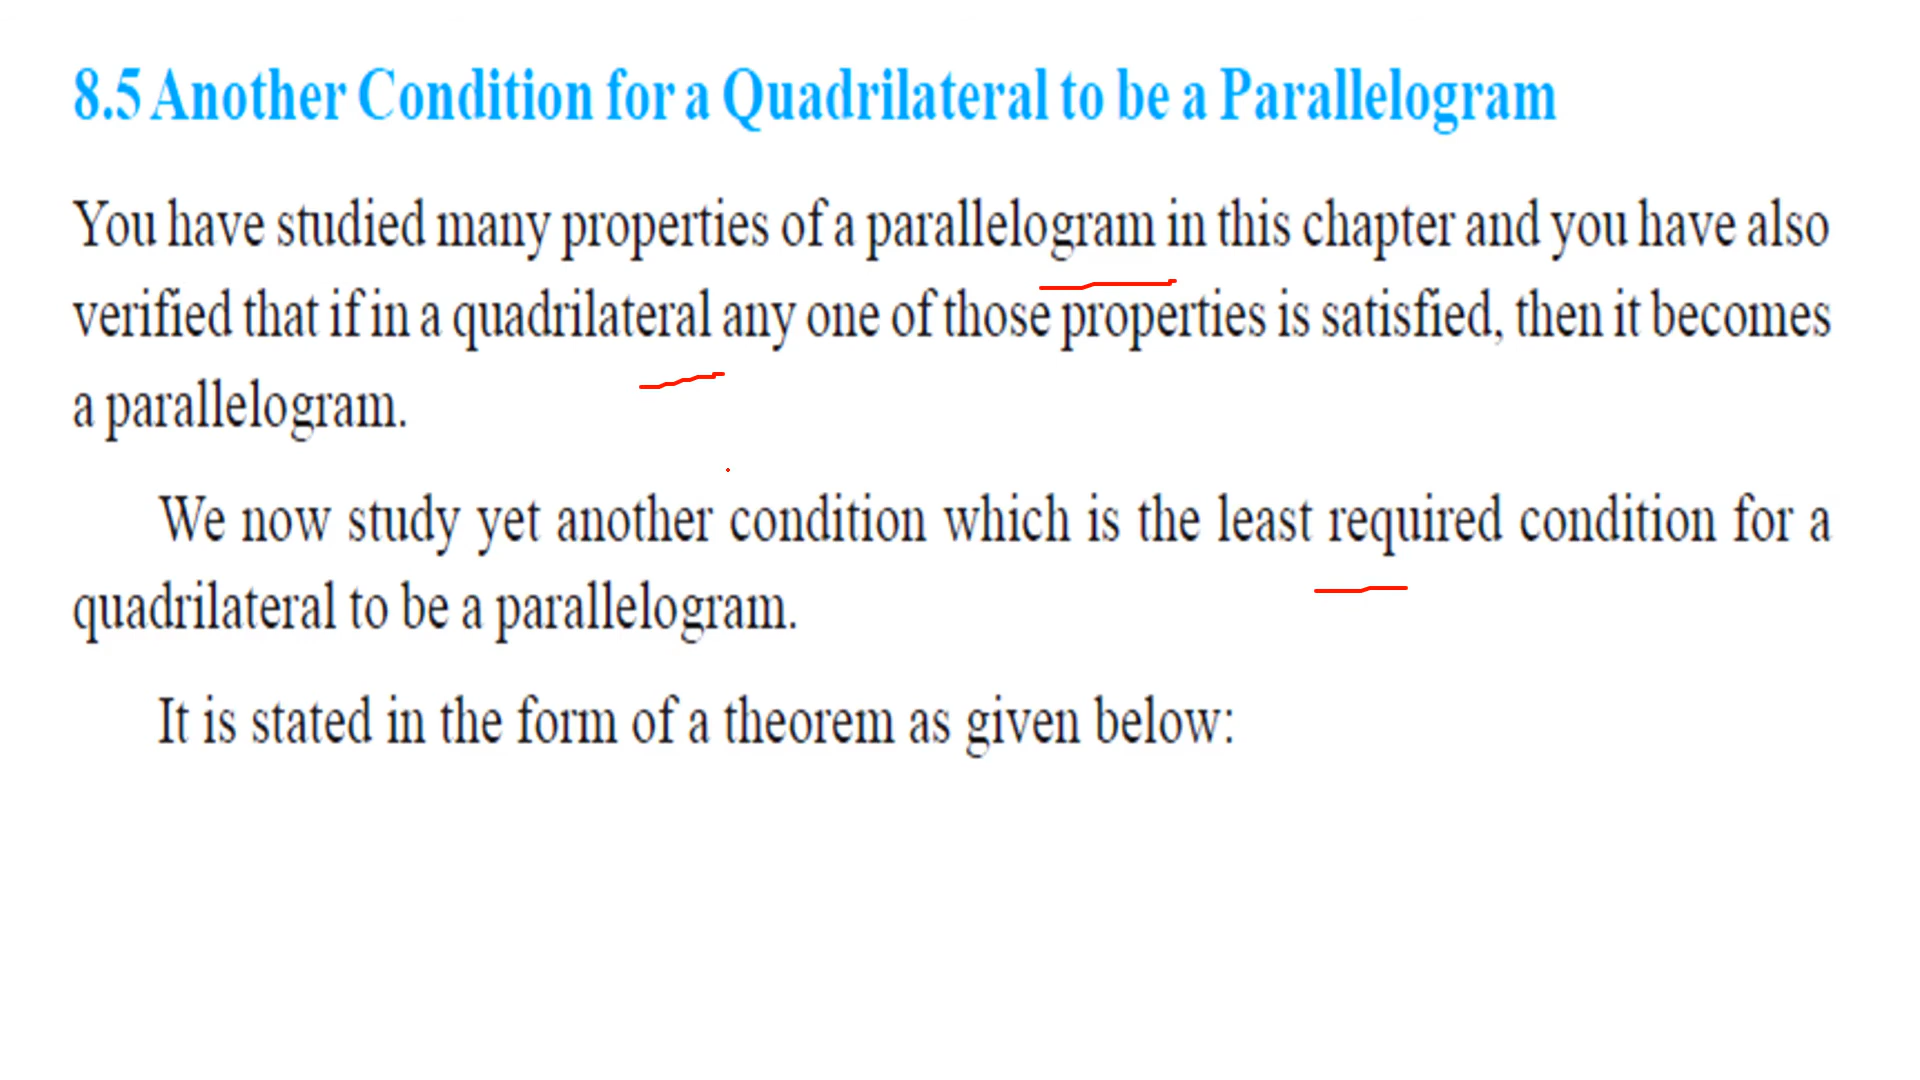 8.5 Another Condition for a Quadrilateral to be a Parallelogram
You have studied many properties of a parallelogram in this chapter and you have also
verified that if in a quadrilateral any one of those properties is satisfied, then it becomes
a parallelogram.
We now study yet another condition which is the least required condition for a
quadrilateral to be a parallelogram.
It is stated in the form of a theorem as given below: